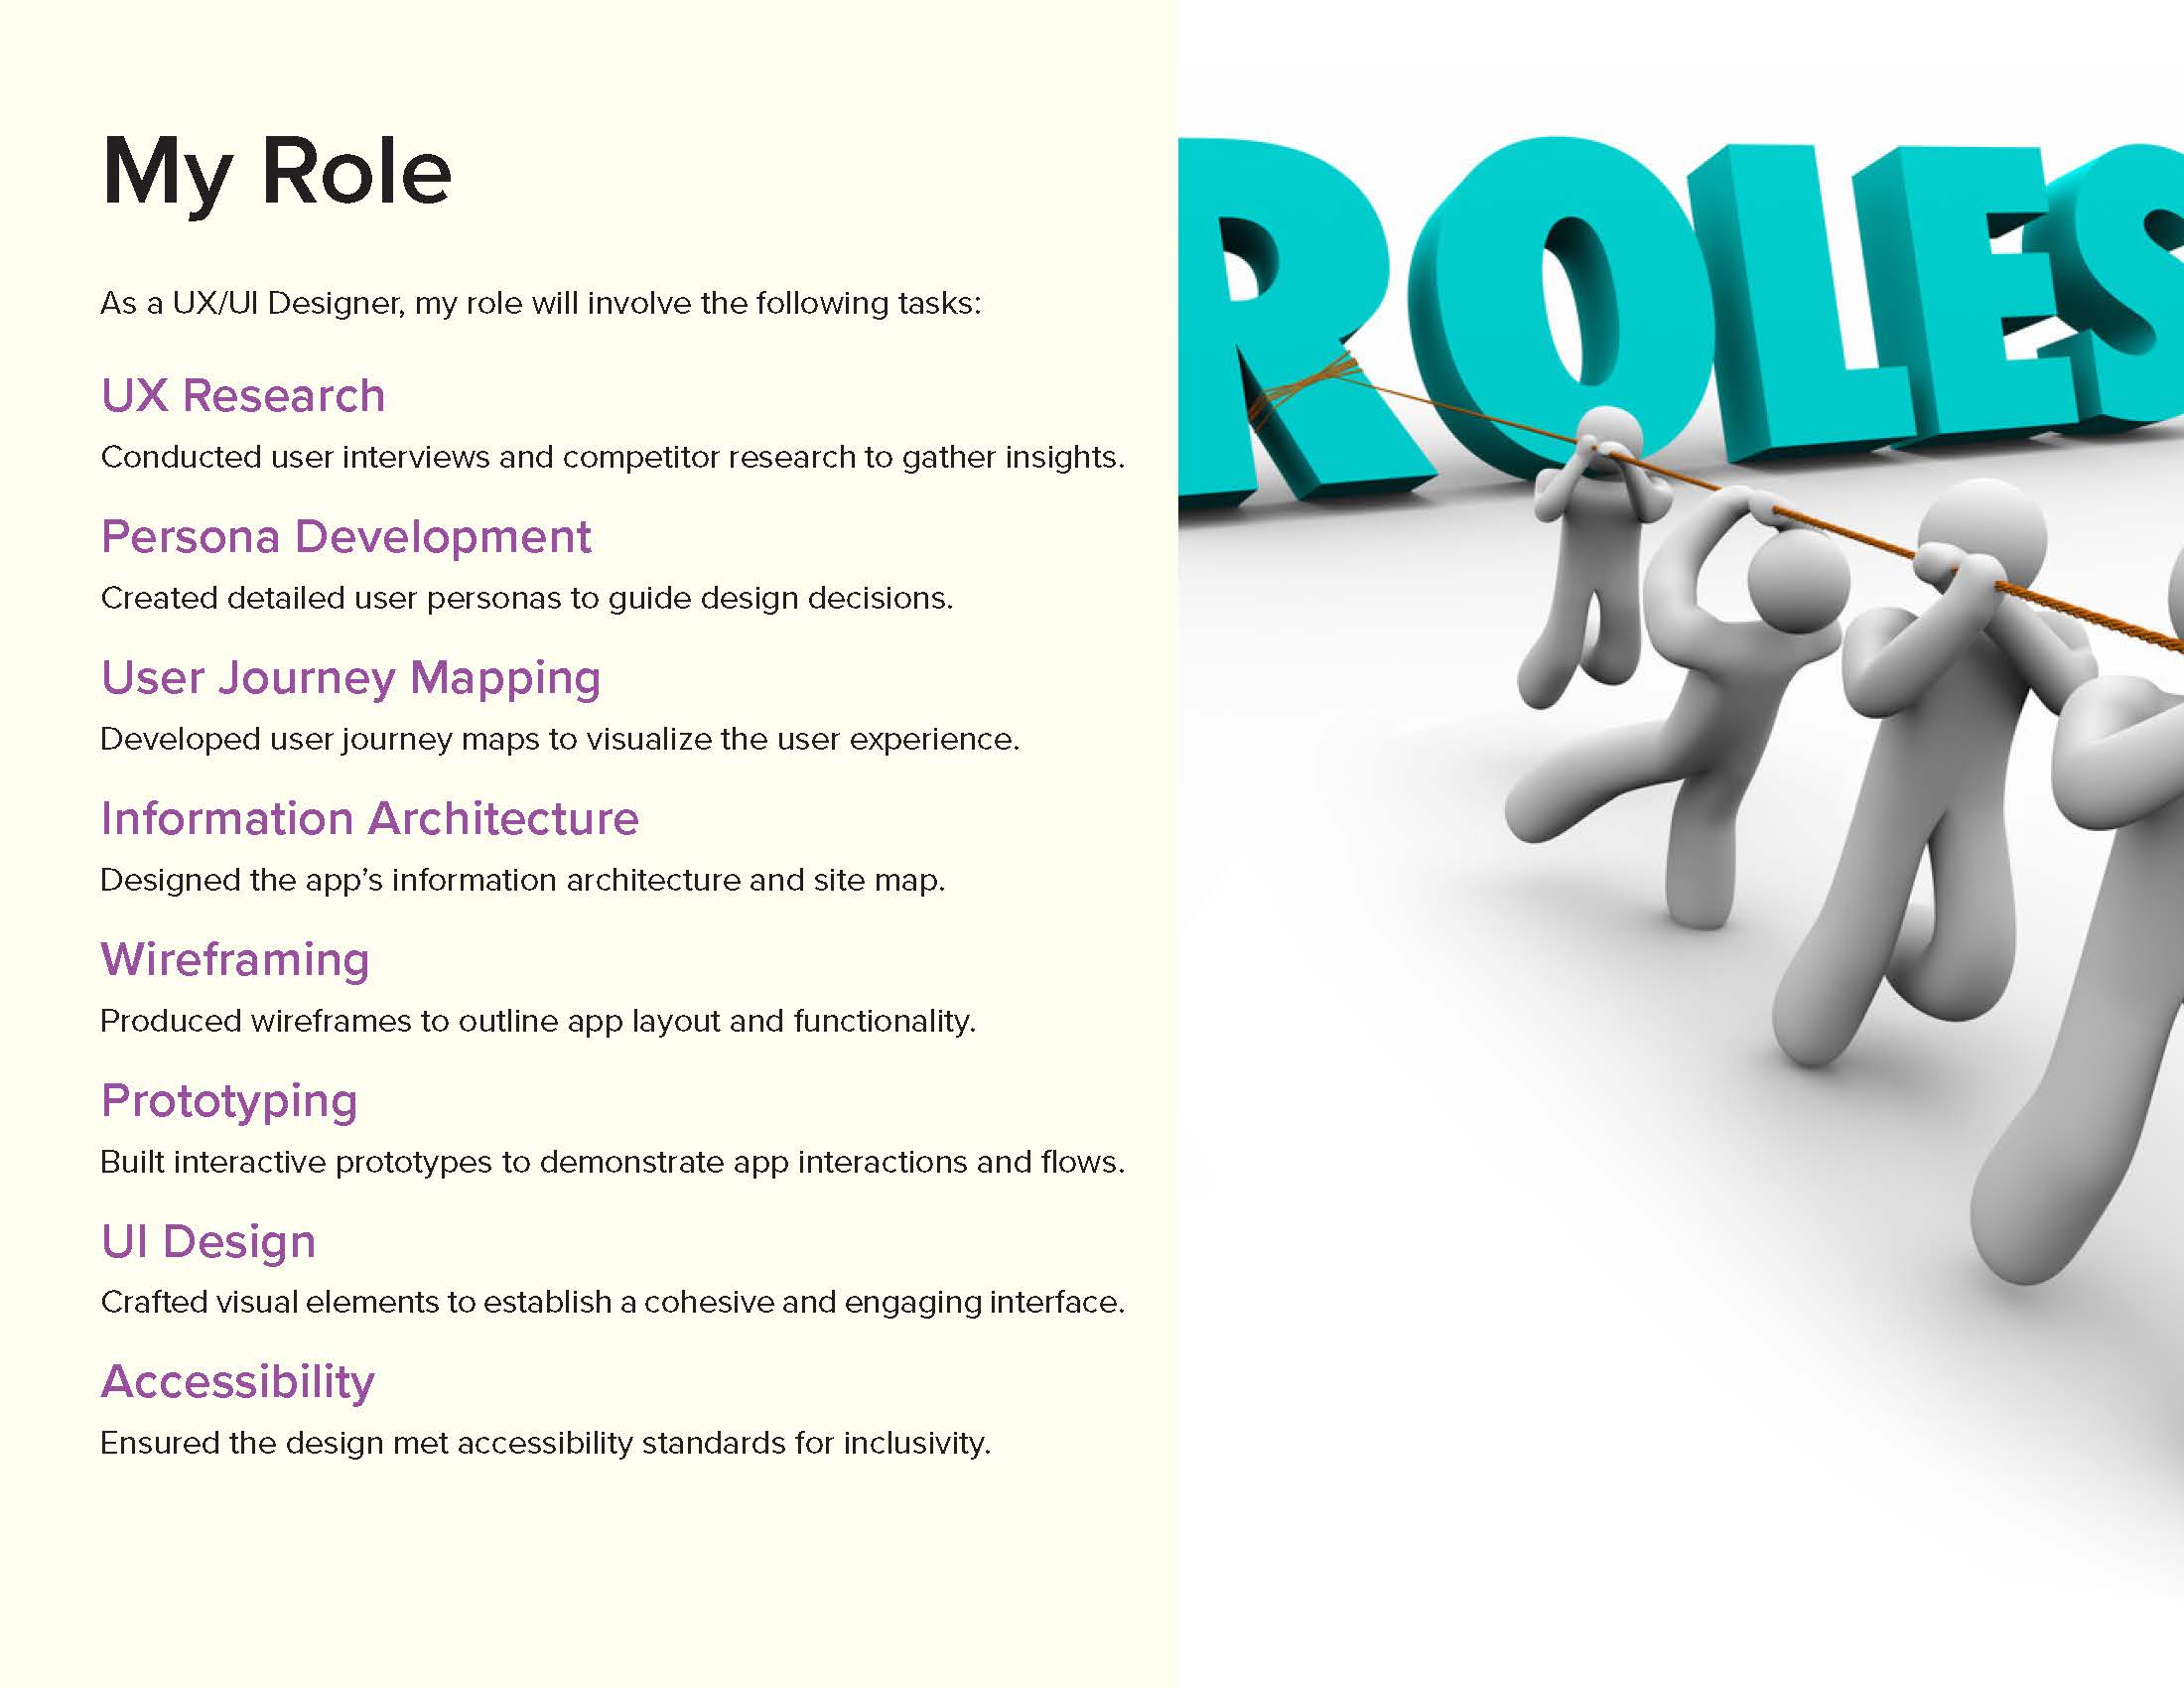 My Role
As a UX/UI Designer, my role will involve the following tasks:
UX Research
Conducted user interviews and competitor research to gather insights.
Persona Development
Created detailed user personas to guide design decisions.
User Journey Mapping
Developed user journey maps to visualize the user experience.
Information Architecture
Designed the app’s information architecture and site map.
Wireframing
Produced wireframes to outline app layout and functionality.
Prototyping
Built interactive prototypes to demonstrate app interactions and flows.
UI Design
Crafted visual elements to establish a cohesive and engaging interface.
Accessibility
Ensured the design met accessibility standards for inclusivity.
ROLES